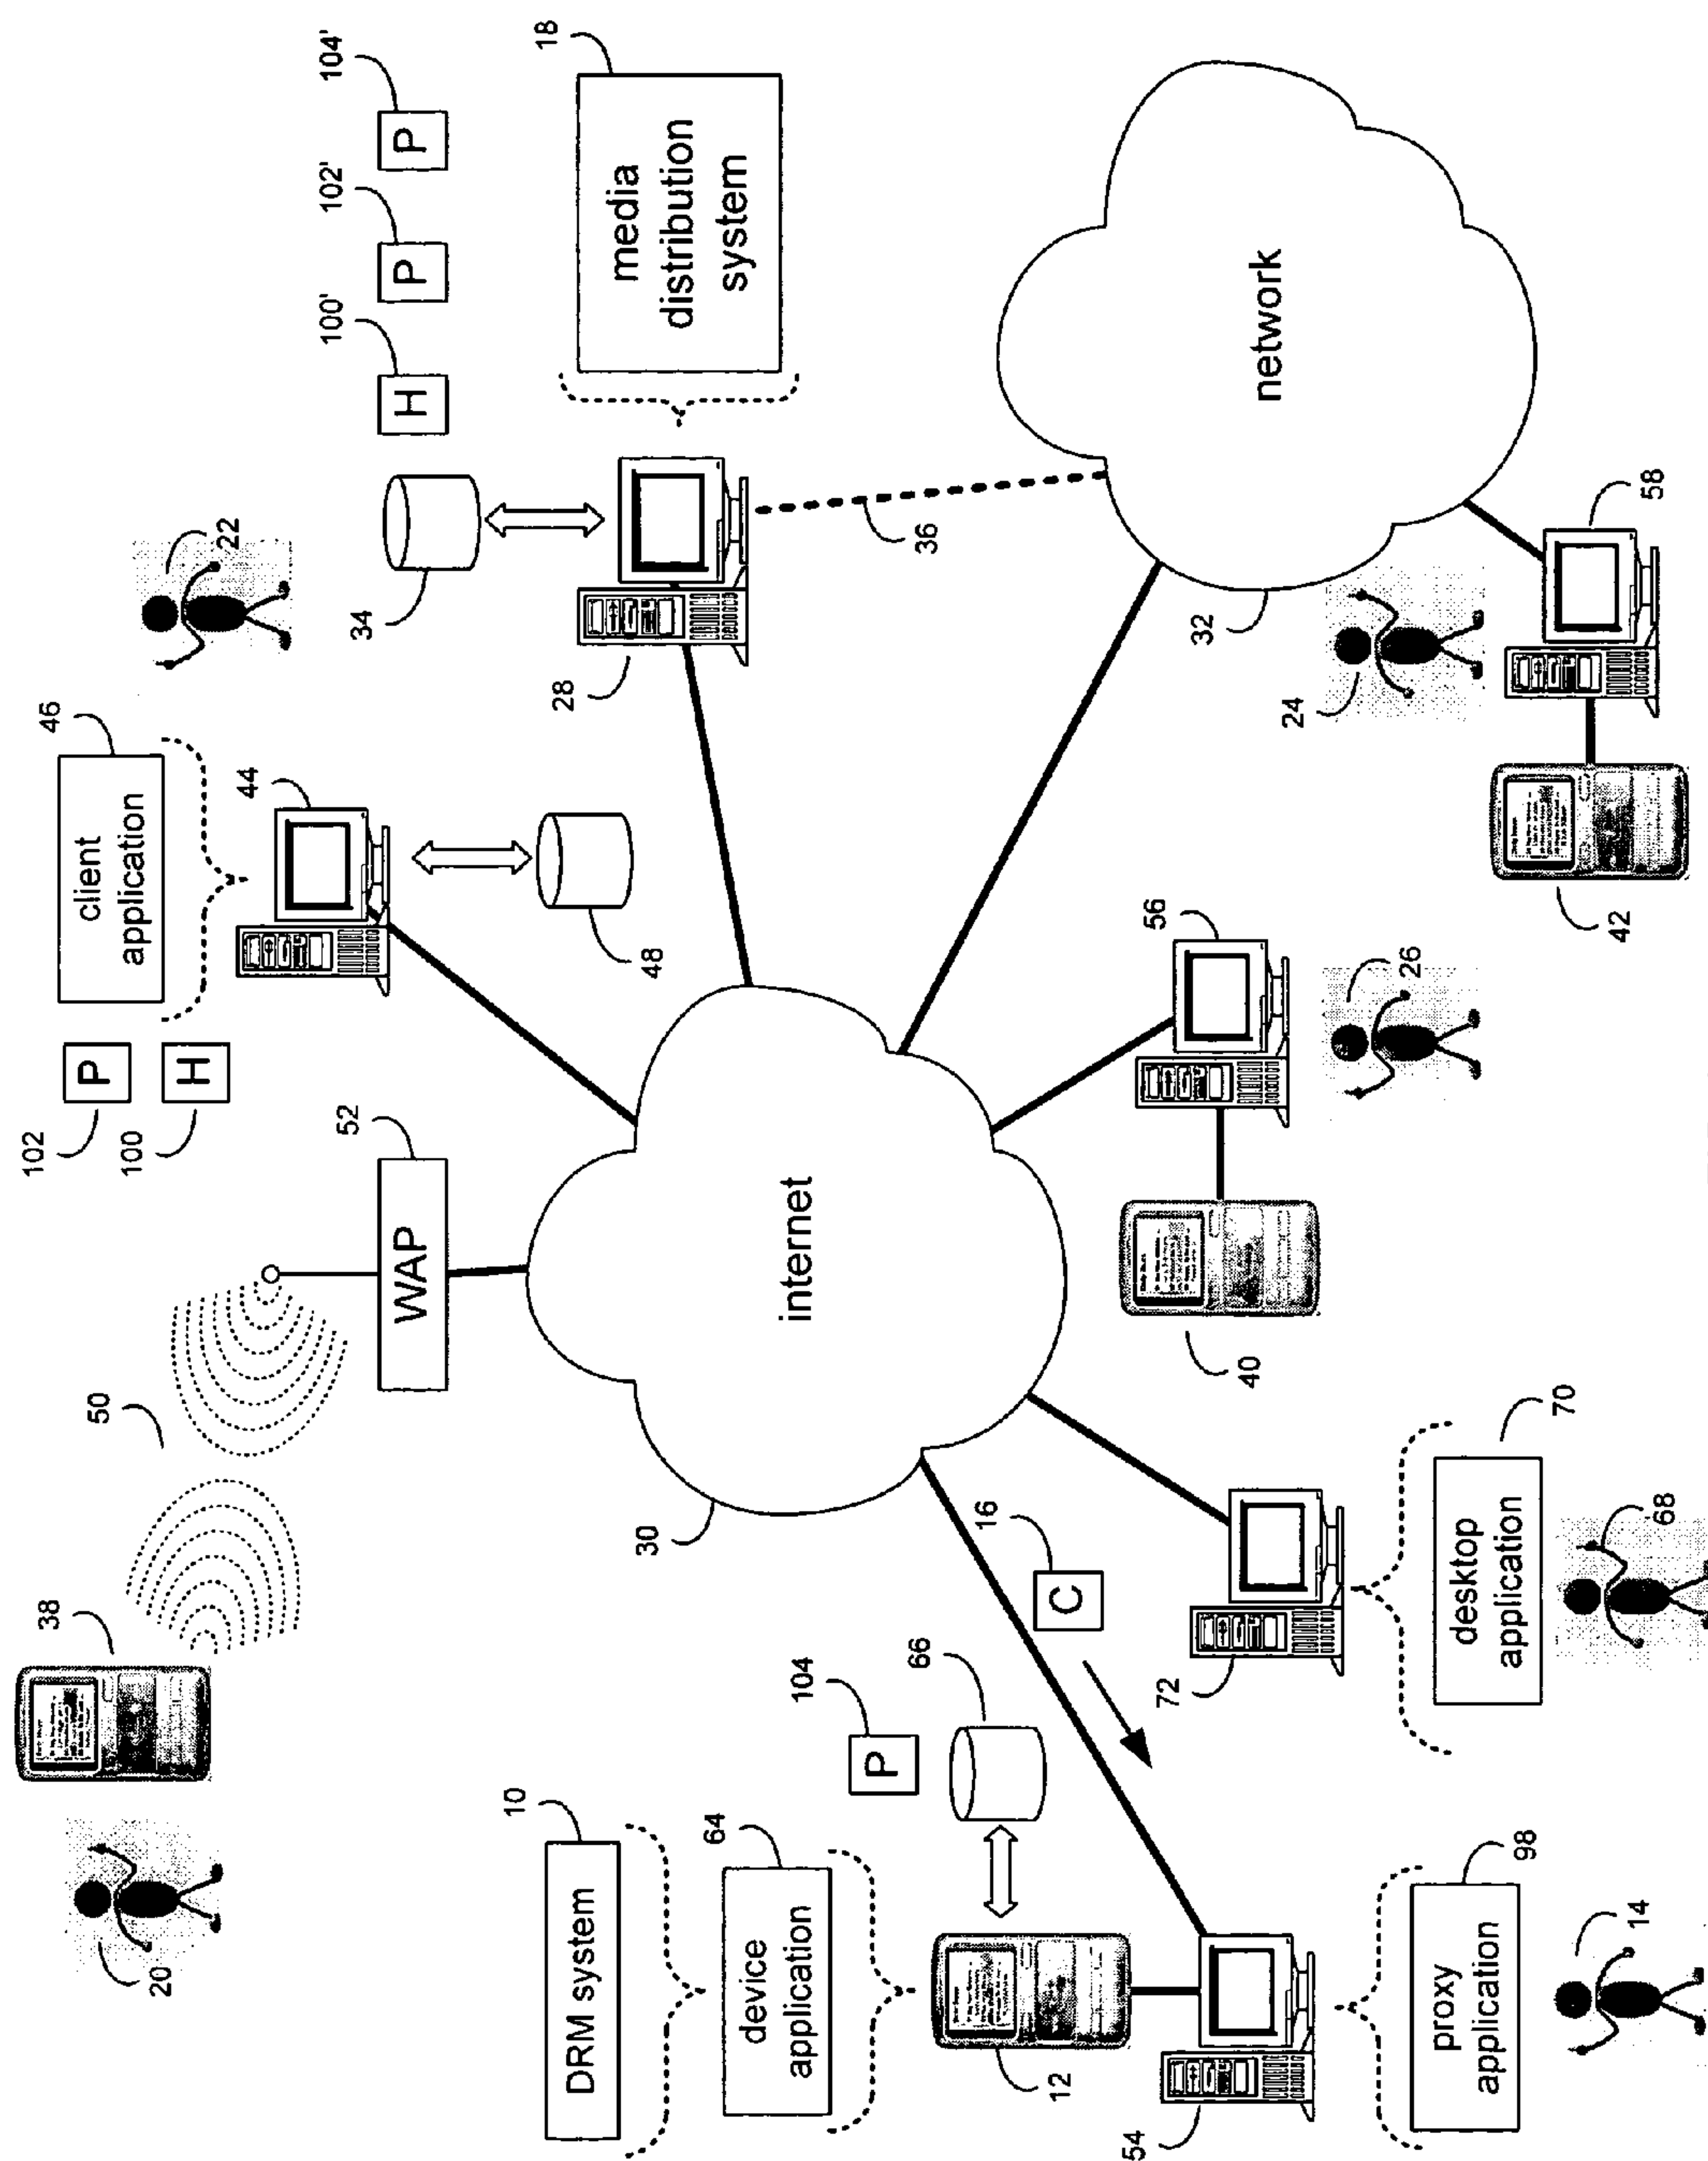 20
38
102
P
100
H
46
client
application
50
52
44
22
34
100'
102'
104'
H
P
P
WAP
10
DRM system
28
18
media
distribution
system
30
48
64
device
application
internet
104
P
66
36
16
C
12
54
72
56
32
40
network
24
26
98
proxy
application
70
desktop
application
14
68
42
58